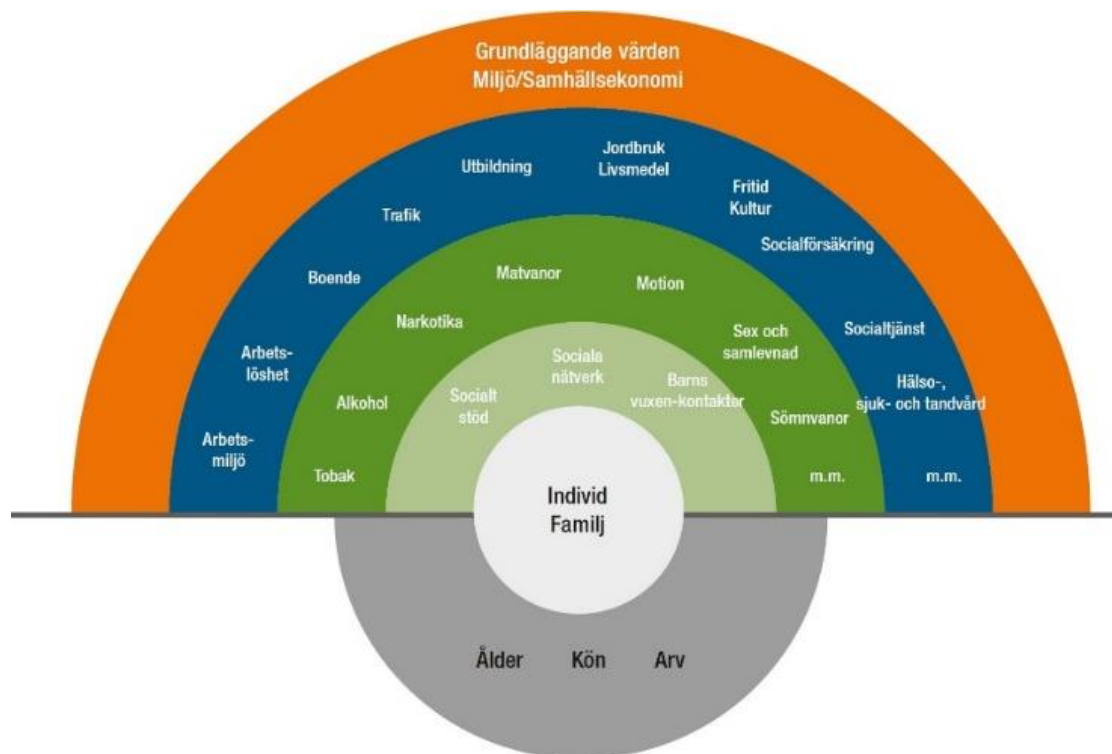 Grundläggande värden
Miljö/Samhällsekonomi
Arbets-
miljö
Arbets-
löshet
Boende
Trafik
Utbildning
Jordbruk
Livsmedel
Fritid
Kultur
Socialförsäkring
Socialtjänst
Hälso-,
sjuk- och tandvård
m.m.
Tobak
Alkohol
Narkotika
Matvanor
Motion
Sex och
samlevnad
Sömnvanor
m.m.
Socialt
stöd
Sociala
nätverk
Barns
vuxen-kontakter
Individ
Familj
Ålder Kön Arv